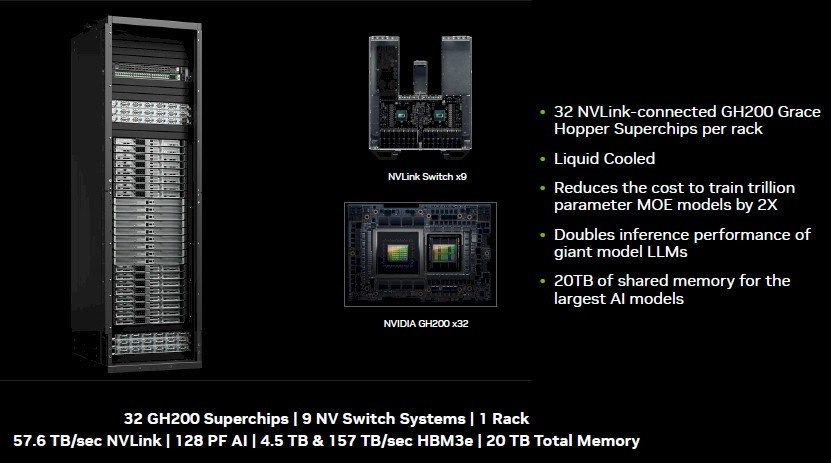 • 32 NVLink-connected GH200 Grace
Hopper Superchips per rack
• Liquid Cooled
• Reduces the cost to train trillion
parameter MOE models by 2X
• Doubles inference performance of
giant model LLMs
• 20TB of shared memory for the
largest AI models
NVLink Switch x9
NVIDIA GH200 x32
32 GH200 Superchips | 9 NV Switch Systems | 1 Rack
57.6 TB/sec NVLink | 128 PF AI | 4.5 TB & 157 TB/sec HBM3e | 20 TB Total Memory